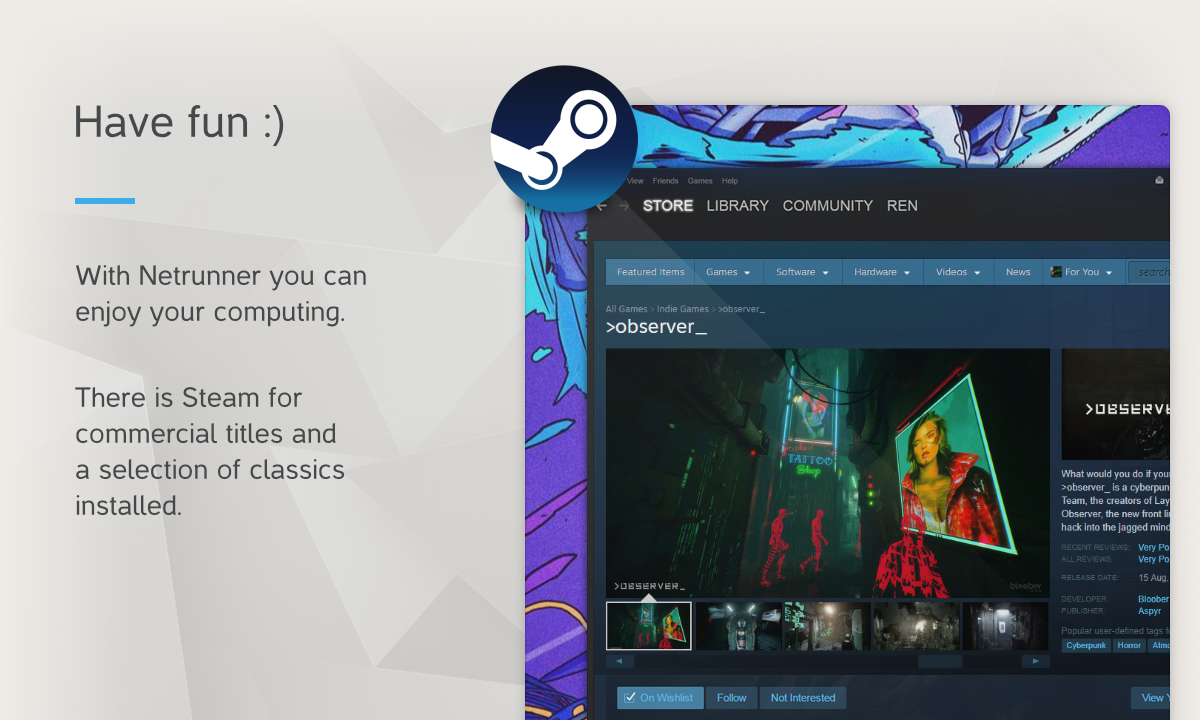 Have fun :)
With Netrunner you can
enjoy your computing.
There is Steam for
commercial titles and
a selection of classics
installed.
View Friends Games Help
STORE LIBRARY COMMUNITY REN
Featured Items Games Software Hardware Videos News For You search
All Games > Indie Games > >observer_
>observer_
TATTOO
Shop
>OBSERVER_
bloober
>OBSERVE
What would you do if your
>observer_ is a cyberpun
Team, the creators of Lay
Observer, the new front li
hack into the jagged mind
RECENT REVIEWS: Very Po
ALL REVIEWS: Very Po
RELEASE DATE: 15 Aug,
DEVELOPER: Bloober
PUBLISHER: Aspyr
Popular user-defined tags f
Cyberpunk Horror Atmo
On Wishlist Follow Not Interested View Y